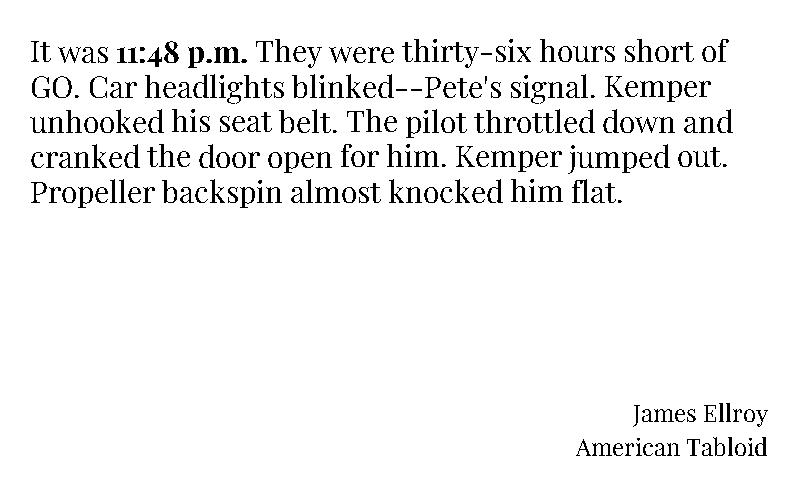 It was 11:48 p.m. They were thirty-six hours short of
GO. Car headlights blinked--Pete's signal. Kemper
unhooked his seat belt. The pilot throttled down and
cranked the door open for him. Kemper jumped out.
Propeller backspin almost knocked him flat.
James Ellroy
American Tabloid